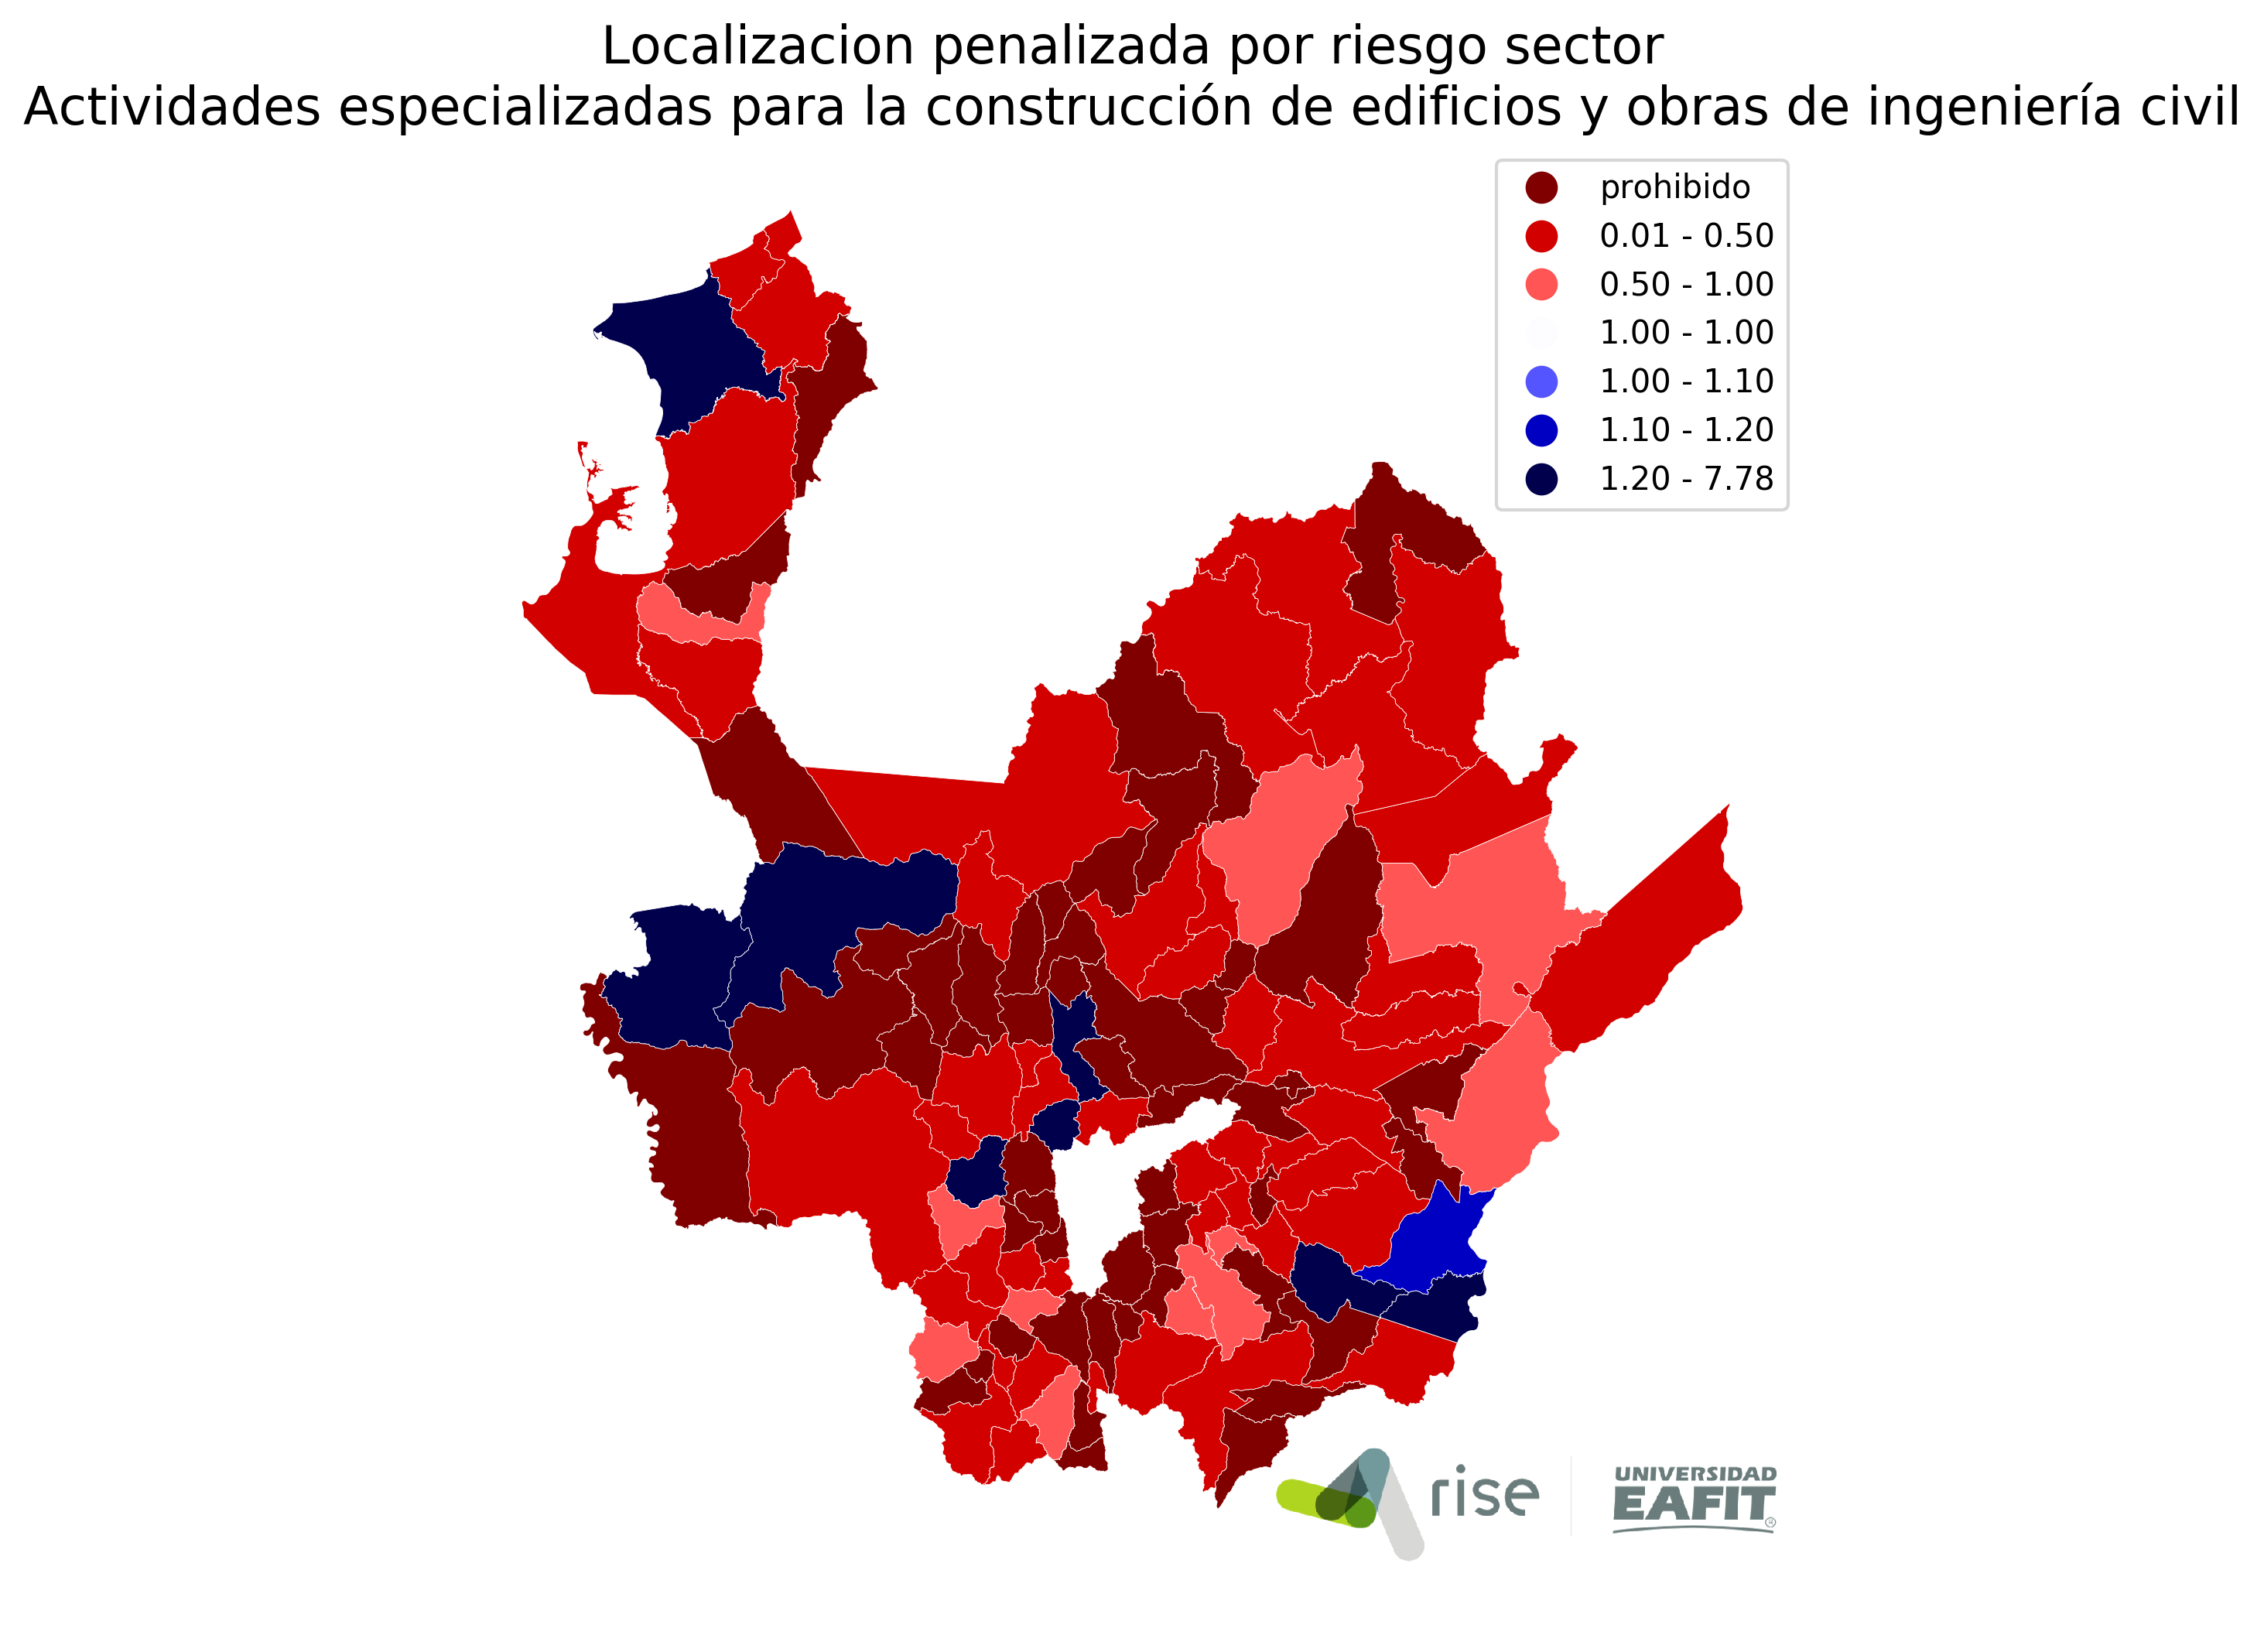 Localizacion penalizada por riesgo sector
Actividades especializadas para la construcción de edificios y obras de ingeniería civil
prohibido
0.01 - 0.50
0.50 - 1.00
1.00 - 1.00
1.00 - 1.10
1.10 - 1.20
1.20 - 7.78
rise
UNIVERSIDAD
EAFIT